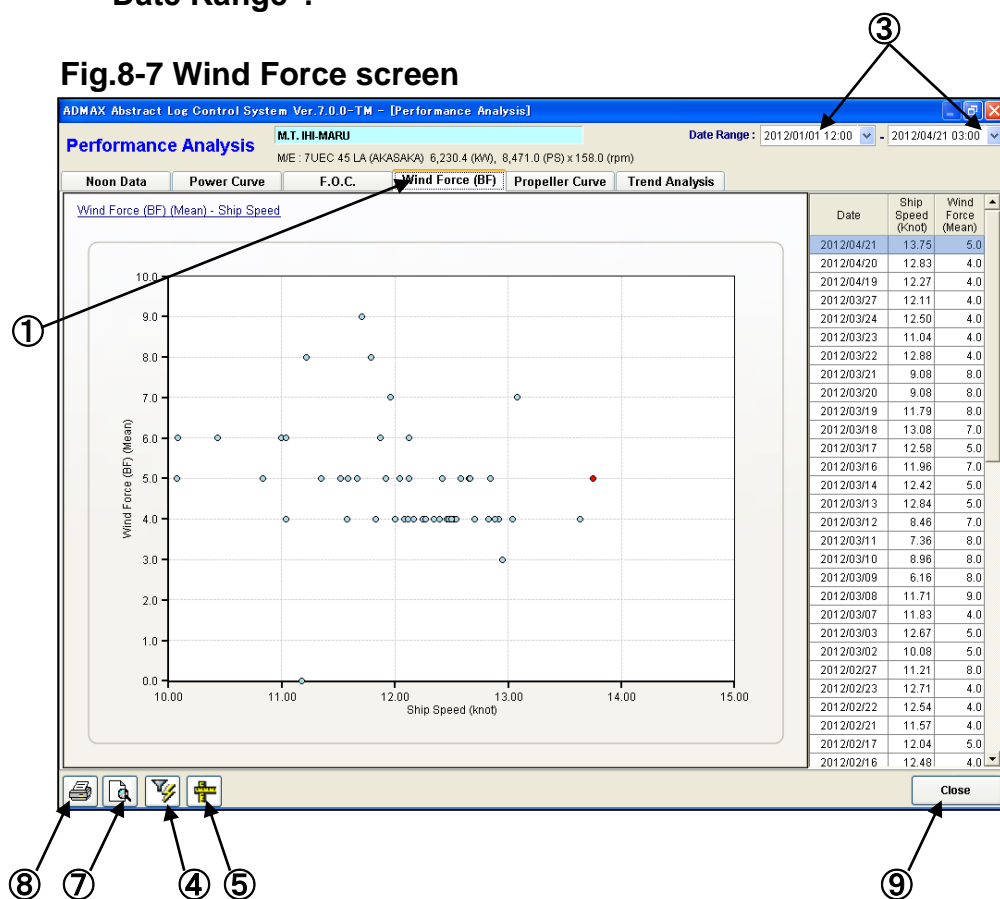 Date Range".
③
Fig.8-7 Wind Force screen
ADMAX Abstract Log Control System Ver.7.0.0-TM - [Performance Analysis]
Performance Analysis
M.T. IHI-MARU
Date Range : 2012/01/01 12:00 - 2012/04/21 03:00
M/E : 7UEC 45 LA (AKASAKA) 6,230.4 (kW), 8,471.0 (PS) x 158.0 (rpm)
Noon Data Power Curve F.O.C. Wind Force (BF) Propeller Curve Trend Analysis
Wind Force (BF) (Mean) - Ship Speed
①
10.0
9.0
8.0
7.0
6.0
5.0
4.0
3.0
2.0
1.0
0.0
Wind Force (BF) (Mean)
10.00 11.00 12.00 13.00 14.00 15.00
Ship Speed (knot)
Date Ship Speed (Knot) Wind Force (Mean)
2012/04/21 13.75 5.0
2012/04/20 12.83 4.0
2012/04/19 12.27 4.0
2012/03/27 12.11 4.0
2012/03/24 12.50 4.0
2012/03/23 11.04 4.0
2012/03/22 12.88 4.0
2012/03/21 9.08 8.0
2012/03/20 9.08 8.0
2012/03/19 11.79 8.0
2012/03/18 13.08 7.0
2012/03/17 12.58 5.0
2012/03/16 11.96 7.0
2012/03/14 12.42 5.0
2012/03/13 12.84 5.0
2012/03/12 8.46 7.0
2012/03/11 7.36 8.0
2012/03/10 8.96 8.0
2012/03/09 6.16 8.0
2012/03/08 11.71 9.0
2012/03/07 11.83 4.0
2012/03/03 12.67 5.0
2012/03/02 10.08 5.0
2012/02/27 11.21 8.0
2012/02/23 12.71 4.0
2012/02/22 12.54 4.0
2012/02/21 11.57 4.0
2012/02/17 12.04 5.0
2012/02/16 12.48 4.0
Close
⑧ ⑦ ④ ⑤ ⑨